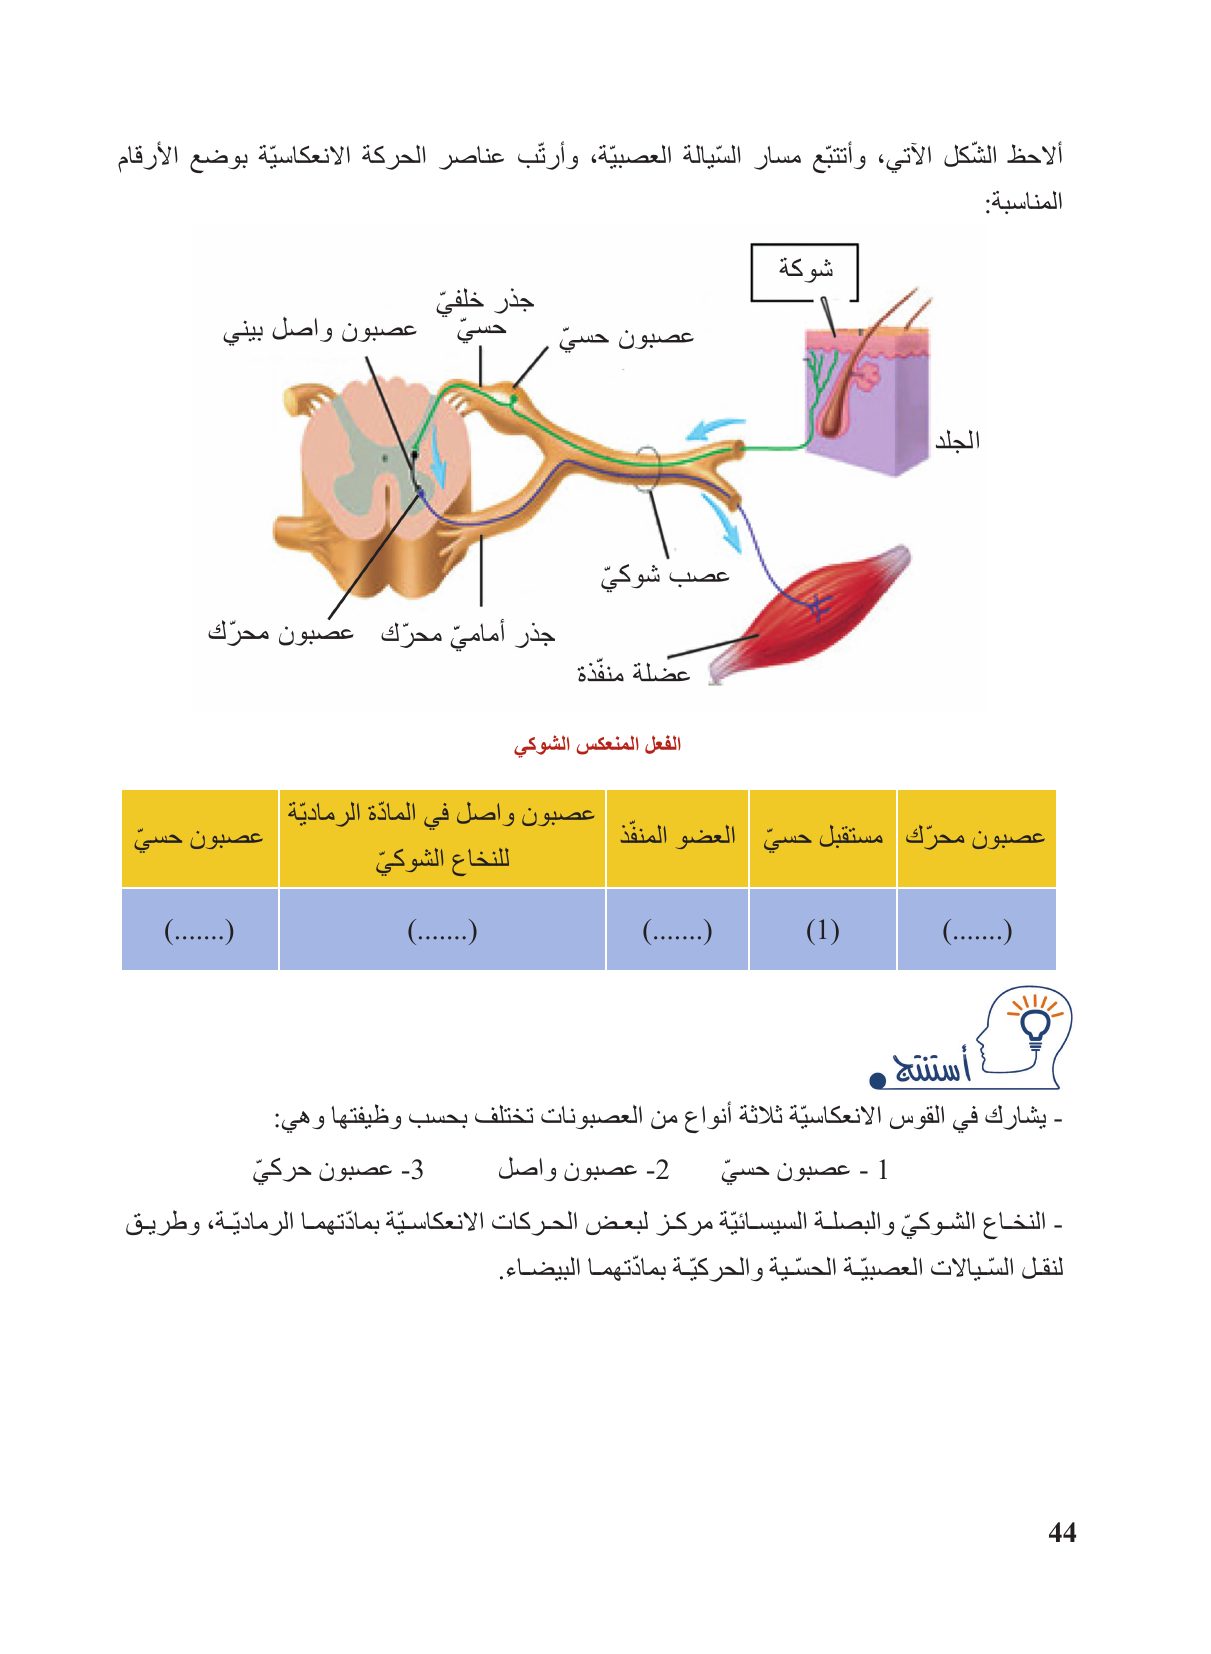 ألاحظ الشّكل الآتي، وأتتبّع مسار السّيالة العصبيّة، وأرتّب عناصر الحركة الانعكاسيّة بوضع الأرقام
المناسبة:
شوكة
جذر خلفيّ
حسيّ
عصبون واصل بيني
عصبون حسيّ
الجلد
عصب شوكيّ
عصبون محرّك
جذر أماميّ محرّك
عضلة منفّذة
الفعل المنعكس الشوكي
عصبون محرّك
مستقبل حسيّ
العضو المنفّذ
عصبون واصل في المادّة الرماديّة
للنخاع الشوكيّ
عصبون حسيّ
(.......)
(1)
(.......)
(.......)
(.......)
أستنتج
- يشارك في القوس الانعكاسيّة ثلاثة أنواع من العصبونات تختلف بحسب وظيفتها وهي:
1 - عصبون حسيّ 2- عصبون واصل 3- عصبون حركيّ
- النخاع الشوكيّ والبصلة السيسائيّة مركز لبعض الحركات الانعكاسيّة بمادّتهما الرماديّة، وطريق
لنقل السّيالات العصبيّة الحسّية والحركيّة بمادّتهما البيضاء.
44